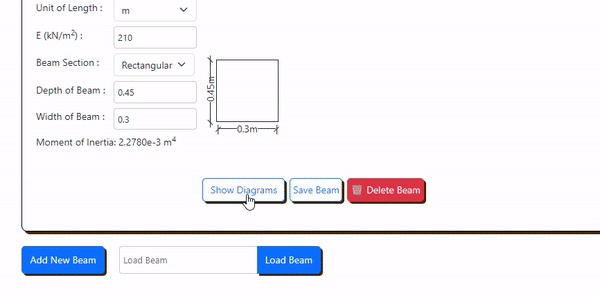 Unit of Length : m
E (kN/m²) : 210
Beam Section : Rectangular
Depth of Beam : 0.45
0.45m
Width of Beam : 0.3
0.3m
Moment of Inertia: 2.2780e-3 m⁴
Show Diagrams Save Beam 🗑 Delete Beam
Add New Beam Load Beam Load Beam